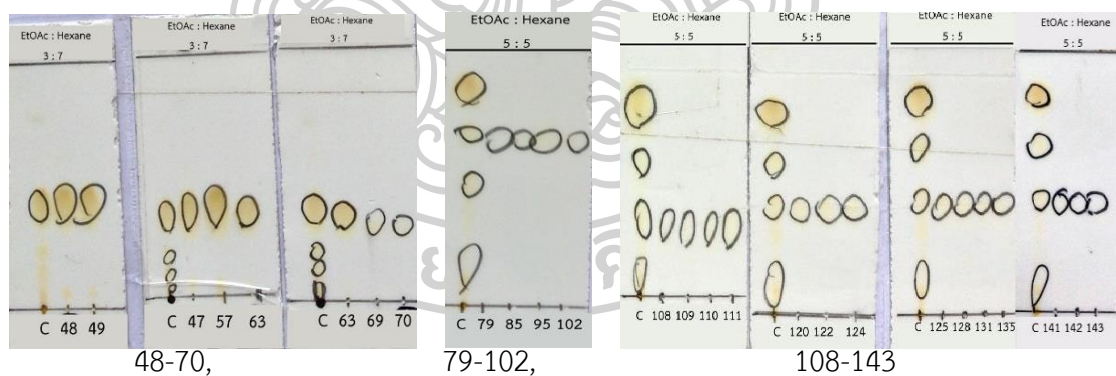 EtOAc : Hexane
3 : 7
C 48 49
EtOAc : Hexane
3 : 7
C 47 57 63
EtOAc : Hexane
3 : 7
C 63 69 70
EtOAc : Hexane
5 : 5
C 79 85 95 102
EtOAc : Hexane
5 : 5
C 108 109 110 111
EtOAc : Hexane
5 : 5
C 120 122 124
EtOAc : Hexane
5 : 5
C 125 128 131 135
EtOAc : Hexane
5 : 5
C 141 142 143
48-70,
79-102,
108-143